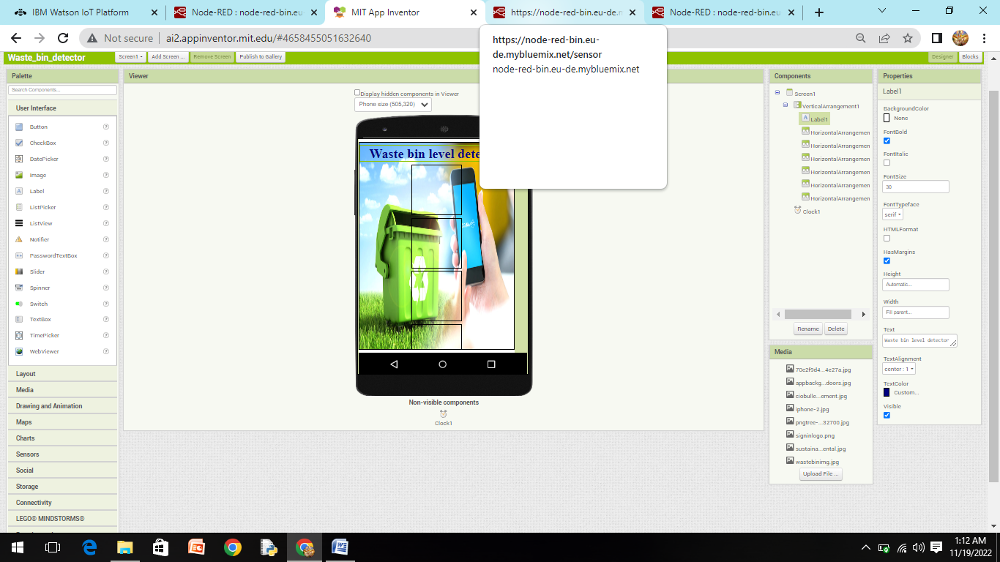 IBM Watson IoT Platform
Node-RED : node-red-bin.eu
MIT App Inventor
https://node-red-bin.eu-de.n
Node-RED : node-red-bin.eu
Not secure
ai2.appinventor.mit.edu/#4658455051632640
https://node-red-bin.eu-
de.mybluemix.net/sensor
node-red-bin.eu-de.mybluemix.net
Waste_bin_detector
Screen1
Add Screen ...
Remove Screen
Publish to Gallery
Designer
Blocks
Palette
Search Components...
User Interface
Button
CheckBox
DatePicker
Image
Label
ListPicker
ListView
Notifier
PasswordTextBox
Slider
Spinner
Switch
TextBox
TimePicker
WebViewer
Layout
Media
Drawing and Animation
Maps
Charts
Sensors
Social
Storage
Connectivity
LEGO® MINDSTORMS®
Viewer
Display hidden components in Viewer
Phone size (505,320)
Waste bin level dete
Non-visible components
Clock1
Components
Screen1
VerticalArrangement1
Label1
HorizontalArrangemen
HorizontalArrangemen
HorizontalArrangemen
HorizontalArrangemen
HorizontalArrangemen
HorizontalArrangemen
Clock1
Rename
Delete
Media
70e2f9d4...4e27a.jpg
appbackg...doors.jpg
ciobulle...ement.jpg
iphone-2.jpg
pngtree-...32700.jpg
signinlogo.png
sustaina...ental.jpg
wastebinimg.jpg
Upload File ...
Properties
Label1
BackgroundColor
None
FontBold
FontItalic
FontSize
30
FontTypeface
serif
HTMLFormat
HasMargins
Height
Automatic...
Width
Fill parent...
Text
Waste bin level detector
TextAlignment
center : 1
TextColor
Custom...
Visible
1:12 AM
11/19/2022